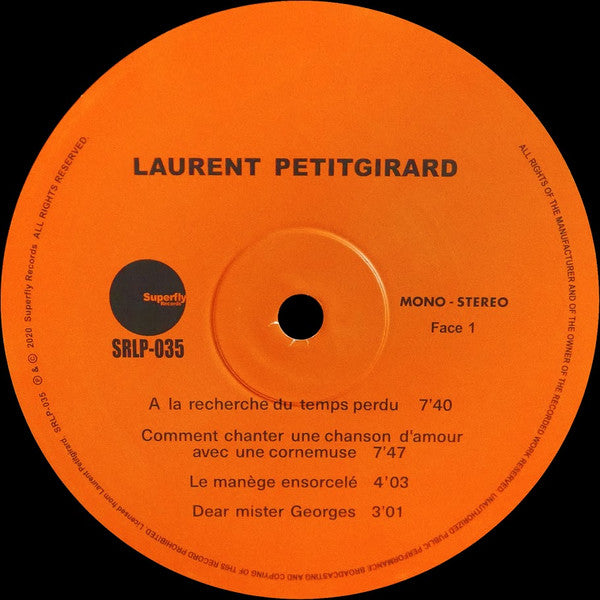 LAURENT PETITGIRARD
Superfly
Records
SRLP-035
MONO - STEREO
Face 1
A la recherche du temps perdu 7'40
Comment chanter une chanson d'amour
avec une cornemuse 7'47
Le manège ensorcelé 4'03
Dear mister Georges 3'01
ALL RIGHTS OF THE MANUFACTURER AND OF THE OWNER OF THE RECORDED WORK RESERVED. UNAUTHORIZED PUBLIC PERFORMANCE BROADCASTING AND COPYING OF THIS RECORD PROHIBITED. Licensed from Laurent Petitgirard. SRLP-035 ℗ & © 2020 Superfly Records ALL RIGHTS RESERVED.